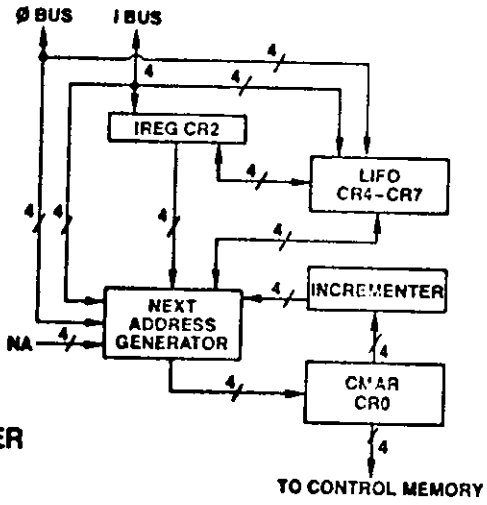 Ø BUS
I BUS
4
4
4
IREG CR2
4
LIFO
CR4-CR7
4
4
4
4
NEXT
ADDRESS
GENERATOR
4
INCREMENTER
NA
4
4
4
CMAR
CR0
ER
4
TO CONTROL MEMORY